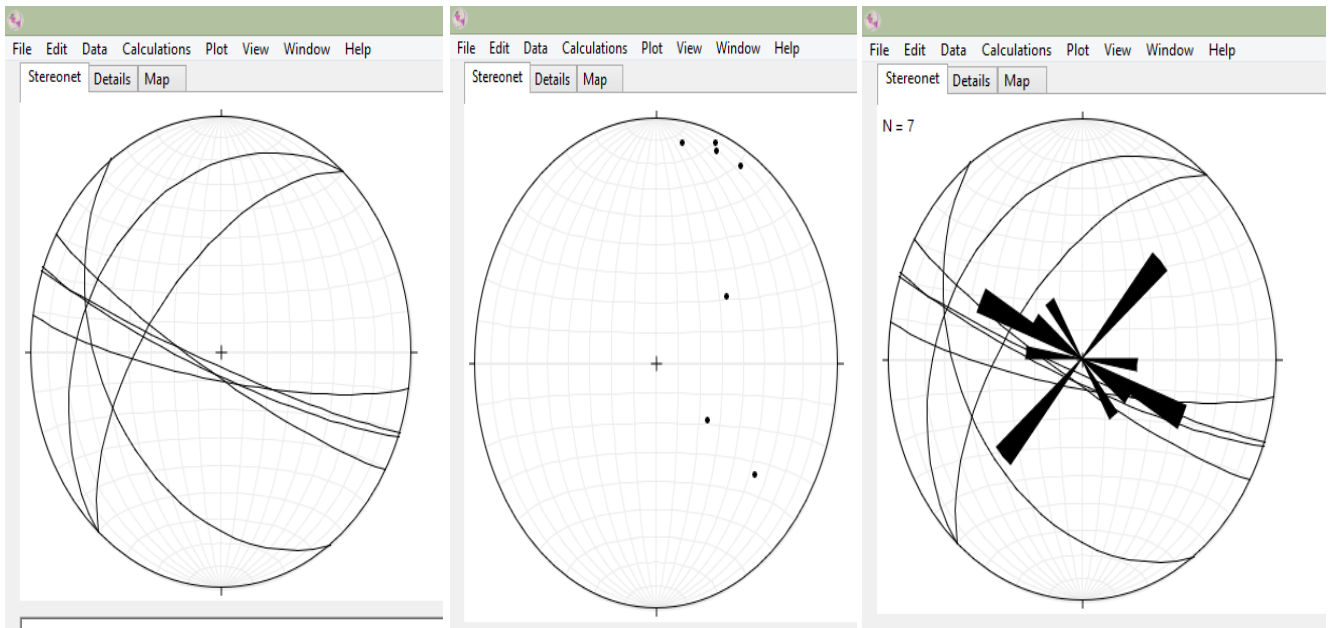 File Edit Data Calculations Plot View Window Help
Stereonet Details Map
File Edit Data Calculations Plot View Window Help
Stereonet Details Map
File Edit Data Calculations Plot View Window Help
Stereonet Details Map
N = 7